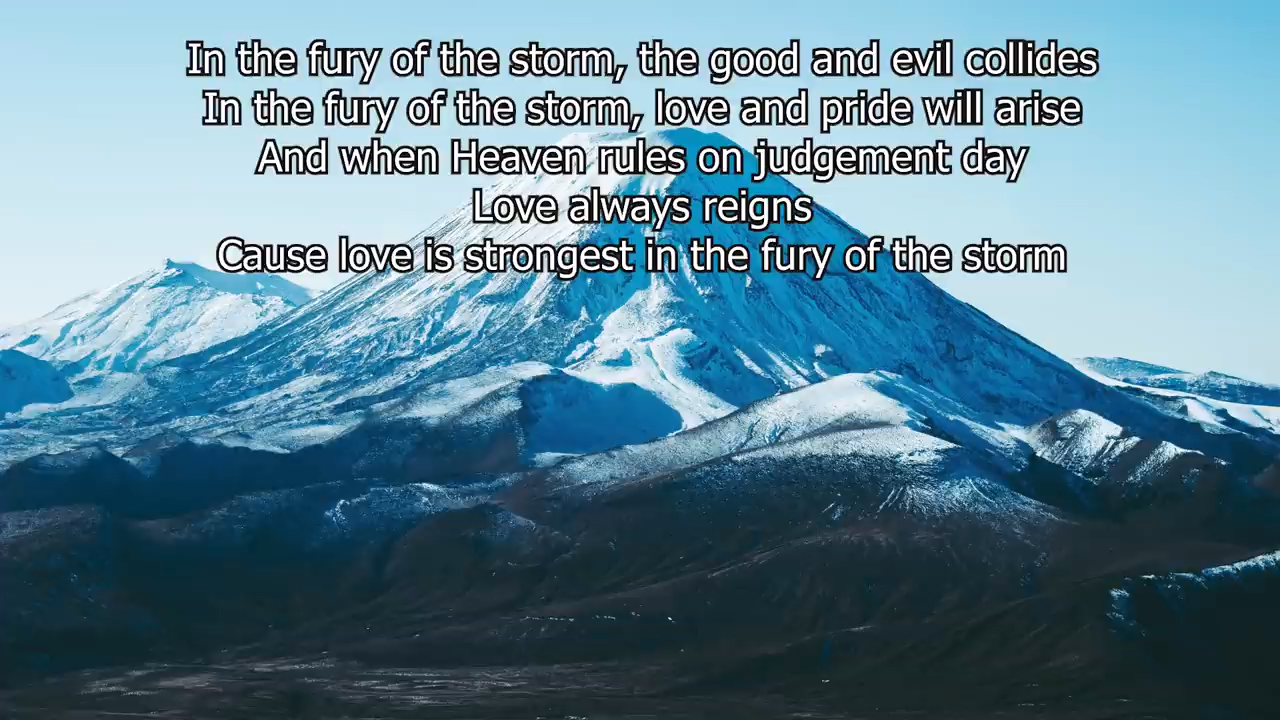 In the fury of the storm, the good and evil collides
In the fury of the storm, love and pride will arise
And when Heaven rules on judgement day
Love always reigns
Cause love is strongest in the fury of the storm